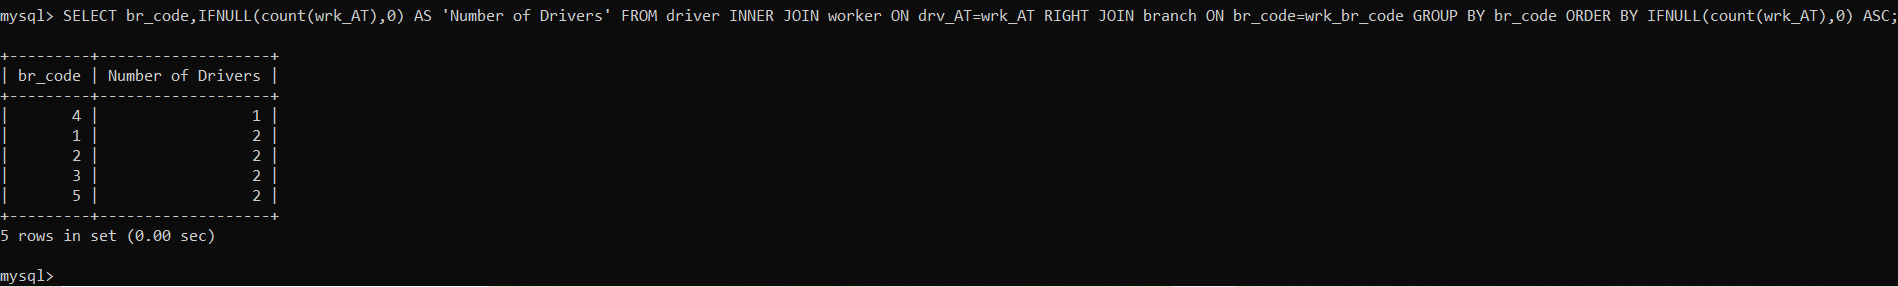 mysql> SELECT br_code,IFNULL(count(wrk_AT),0) AS 'Number of Drivers' FROM driver INNER JOIN worker ON drv_AT=wrk_AT RIGHT JOIN branch ON br_code=wrk_br_code GROUP BY br_code ORDER BY IFNULL(count(wrk_AT),0) ASC;
+---------+-------------------+
| br_code | Number of Drivers |
+---------+-------------------+
|       4 |                 1 |
|       1 |                 2 |
|       2 |                 2 |
|       3 |                 2 |
|       5 |                 2 |
+---------+-------------------+
5 rows in set (0.00 sec)
mysql>